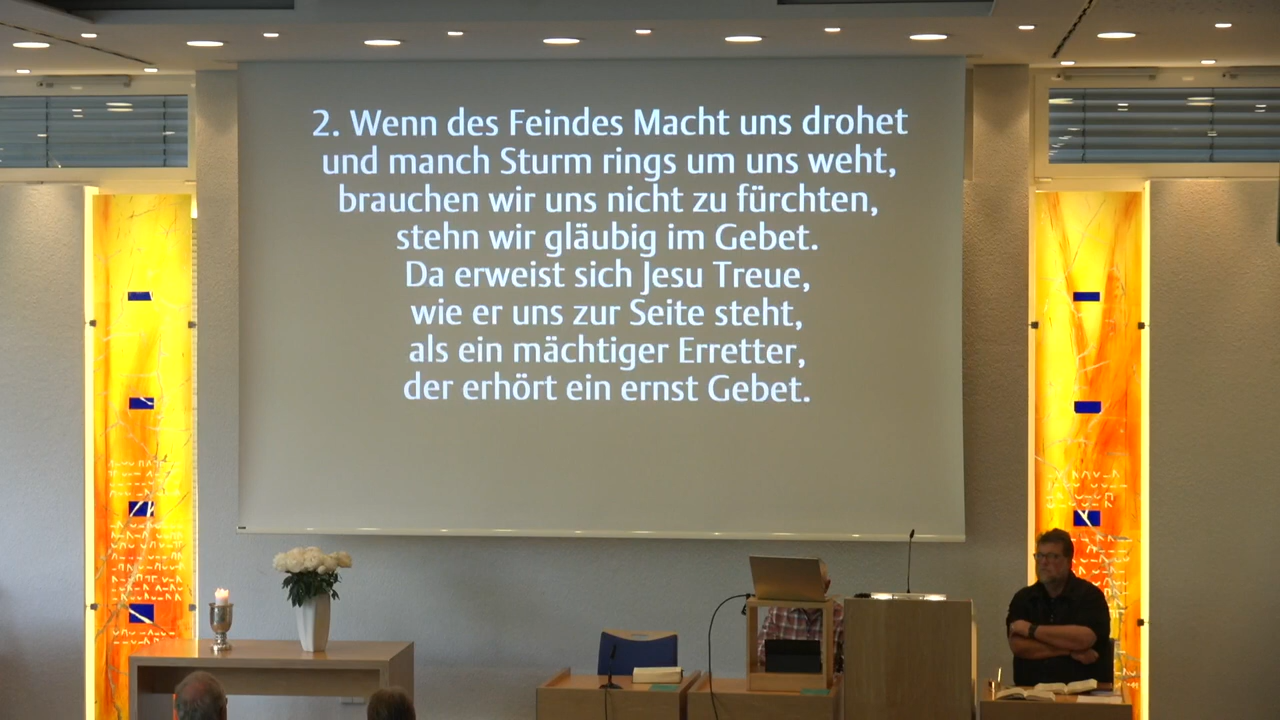 2. Wenn des Feindes Macht uns drohet
und manch Sturm rings um uns weht,
brauchen wir uns nicht zu fürchten,
stehn wir gläubig im Gebet.
Da erweist sich Jesu Treue,
wie er uns zur Seite steht,
als ein mächtiger Erretter,
der erhört ein ernst Gebet.